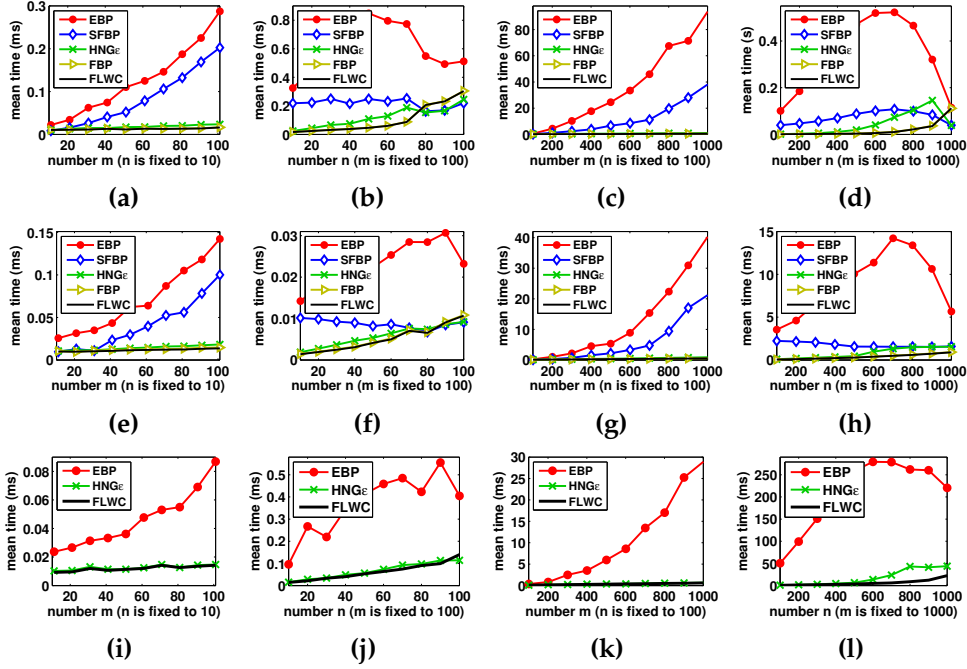 mean time (ms)
0.3
0.2
0.1
0
EBP
SFBP
HNGε
FBP
FLWC
20 40 60 80 100
number m (n is fixed to 10)
(a)
mean time (ms)
0.8
0.6
0.4
0.2
0
EBP
SFBP
HNGε
FBP
FLWC
20 40 60 80 100
number n (m is fixed to 100)
(b)
mean time (ms)
80
60
40
20
0
EBP
SFBP
HNGε
FBP
FLWC
200 400 600 800 1000
number m (n is fixed to 100)
(c)
mean time (s)
0.4
0.2
0
EBP
SFBP
HNGε
FBP
FLWC
200 400 600 800 1000
number n (m is fixed to 1000)
(d)
mean time (ms)
0.15
0.1
0.05
0
EBP
SFBP
HNGε
FBP
FLWC
20 40 60 80 100
number m (n is fixed to 10)
(e)
mean time (ms)
0.03
0.02
0.01
0
EBP
SFBP
HNGε
FBP
FLWC
20 40 60 80 100
number n (m is fixed to 100)
(f)
mean time (ms)
40
30
20
10
0
EBP
SFBP
HNGε
FBP
FLWC
200 400 600 800 1000
number m (n is fixed to 100)
(g)
mean time (ms)
15
10
5
0
EBP
SFBP
HNGε
FBP
FLWC
200 400 600 800 1000
number n (m is fixed to 1000)
(h)
mean time (ms)
0.08
0.06
0.04
0.02
0
EBP
HNGε
FLWC
20 40 60 80 100
number m (n is fixed to 10)
(i)
mean time (ms)
0.5
0.4
0.3
0.2
0.1
0
EBP
HNGε
FLWC
20 40 60 80 100
number n (m is fixed to 100)
(j)
mean time (ms)
30
25
20
15
10
5
0
EBP
HNGε
FLWC
200 400 600 800 1000
number m (n is fixed to 100)
(k)
mean time (ms)
250
200
150
100
50
0
EBP
HNGε
FLWC
200 400 600 800 1000
number n (m is fixed to 1000)
(l)